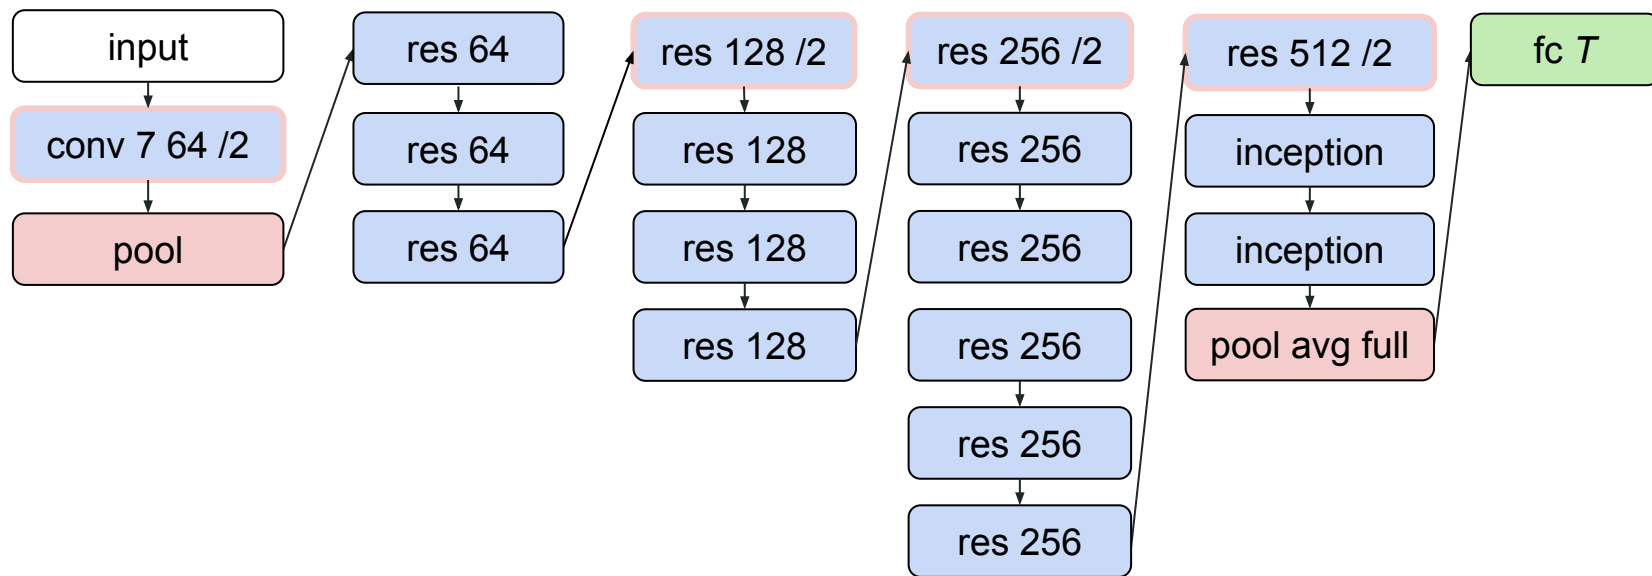 input
conv 7 64 /2
pool
res 64
res 64
res 64
res 128 /2
res 128
res 128
res 128
res 256 /2
res 256
res 256
res 256
res 256
res 256
res 512 /2
inception
inception
pool avg full
fc T